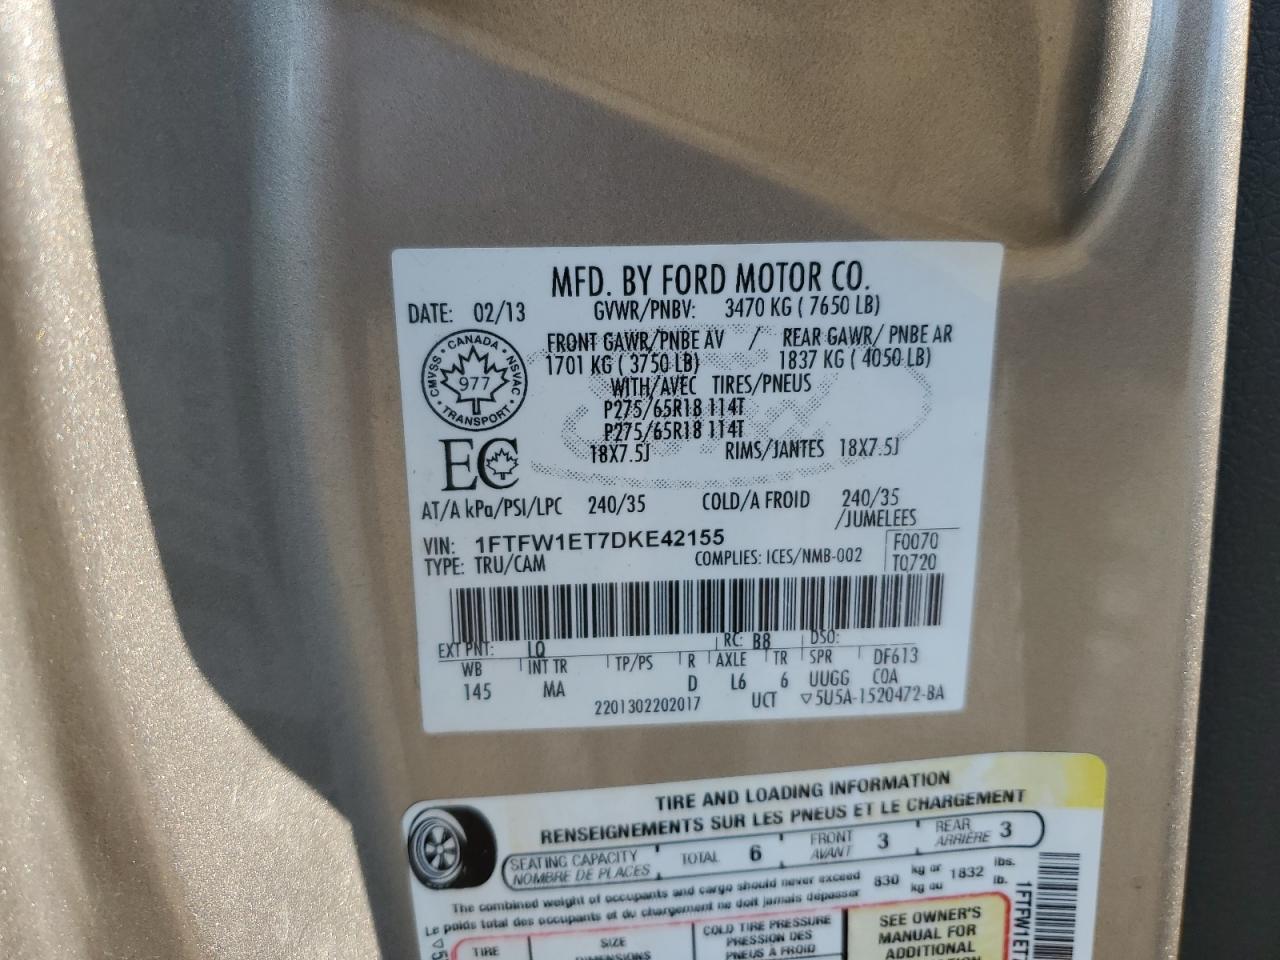 MFD. BY FORD MOTOR CO.
DATE: 02/13
GVWR/PNBV: 3470 KG ( 7650 LB)
FRONT GAWR/PNBE AV / REAR GAWR/ PNBE AR
1701 KG ( 3750 LB) 1837 KG ( 4050 LB)
WITH/AVEC TIRES/PNEUS
P275/65R18 114T
P275/65R18 114T
18X7.5J RIMS/JANTES 18X7.5J
CANADA
CMVSS 977 NSVAC
TRANSPORT
EC
AT/A kPa/PSI/LPC 240/35 COLD/A FROID 240/35
/JUMELEES
VIN: 1FTFW1ET7DKE42155
TYPE: TRU/CAM COMPLIES: ICES/NMB-002
F0070
T0720
EXT PNT: LQ RC: B8 DSO:
WB INT TR TP/PS R AXLE TR SPR DF613
145 MA D L6 6 UUGG COA
2201302202017 UCT ▽5U5A-1520472-BA
TIRE AND LOADING INFORMATION
RENSEIGNEMENTS SUR LES PNEUS ET LE CHARGEMENT
SEATING CAPACITY TOTAL 6 FRONT 3 REAR 3
NOMBRE DE PLACES AVANT ARRIÈRE
The combined weight of occupants and cargo should never exceed 830 kg or 1832 lbs.
Le poids total des occupants et du chargement ne doit jamais dépasser kg ou lb.
TIRE SIZE COLD TIRE PRESSURE
DIMENSIONS PRESSION DES
PNEUS À FROID
SEE OWNER'S
MANUAL FOR
ADDITIONAL
1FTFW1ET